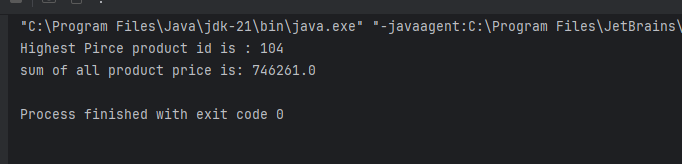 "C:\Program Files\Java\jdk-21\bin\java.exe" "-javaagent:C:\Program Files\JetBrains\
Highest Pirce product id is : 104
sum of all product price is: 746261.0
Process finished with exit code 0